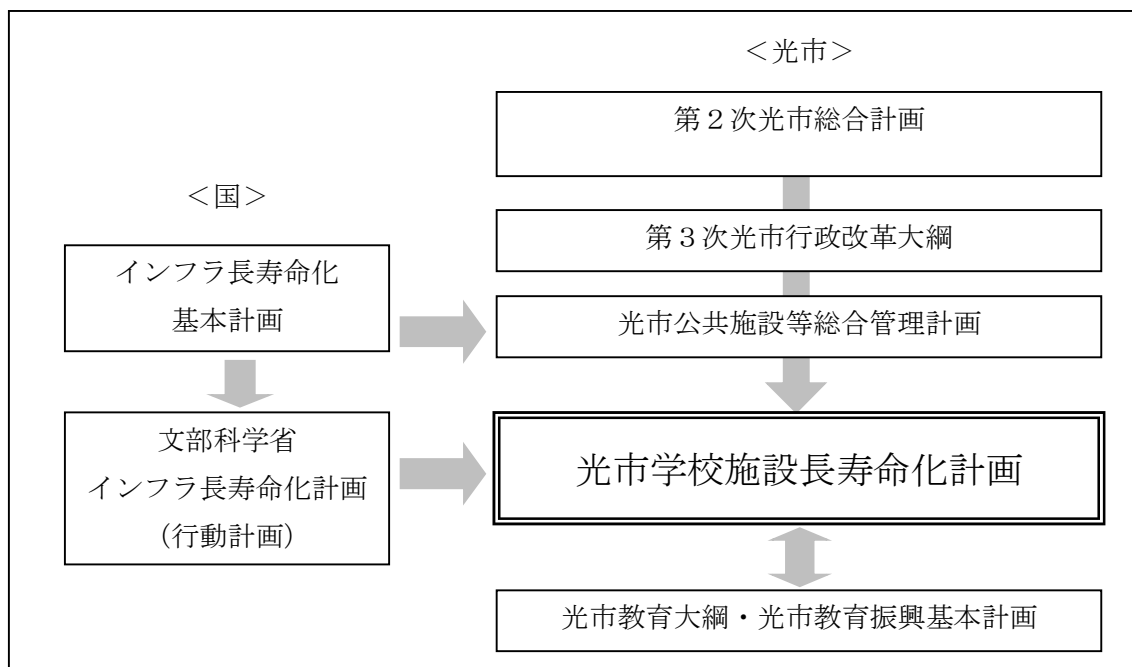 ＜光市＞
第２次光市総合計画
第３次光市行政改革大綱
光市公共施設等総合管理計画
＜国＞
インフラ長寿命化
基本計画
文部科学省
インフラ長寿命化計画
（行動計画）
光市学校施設長寿命化計画
光市教育大綱・光市教育振興基本計画